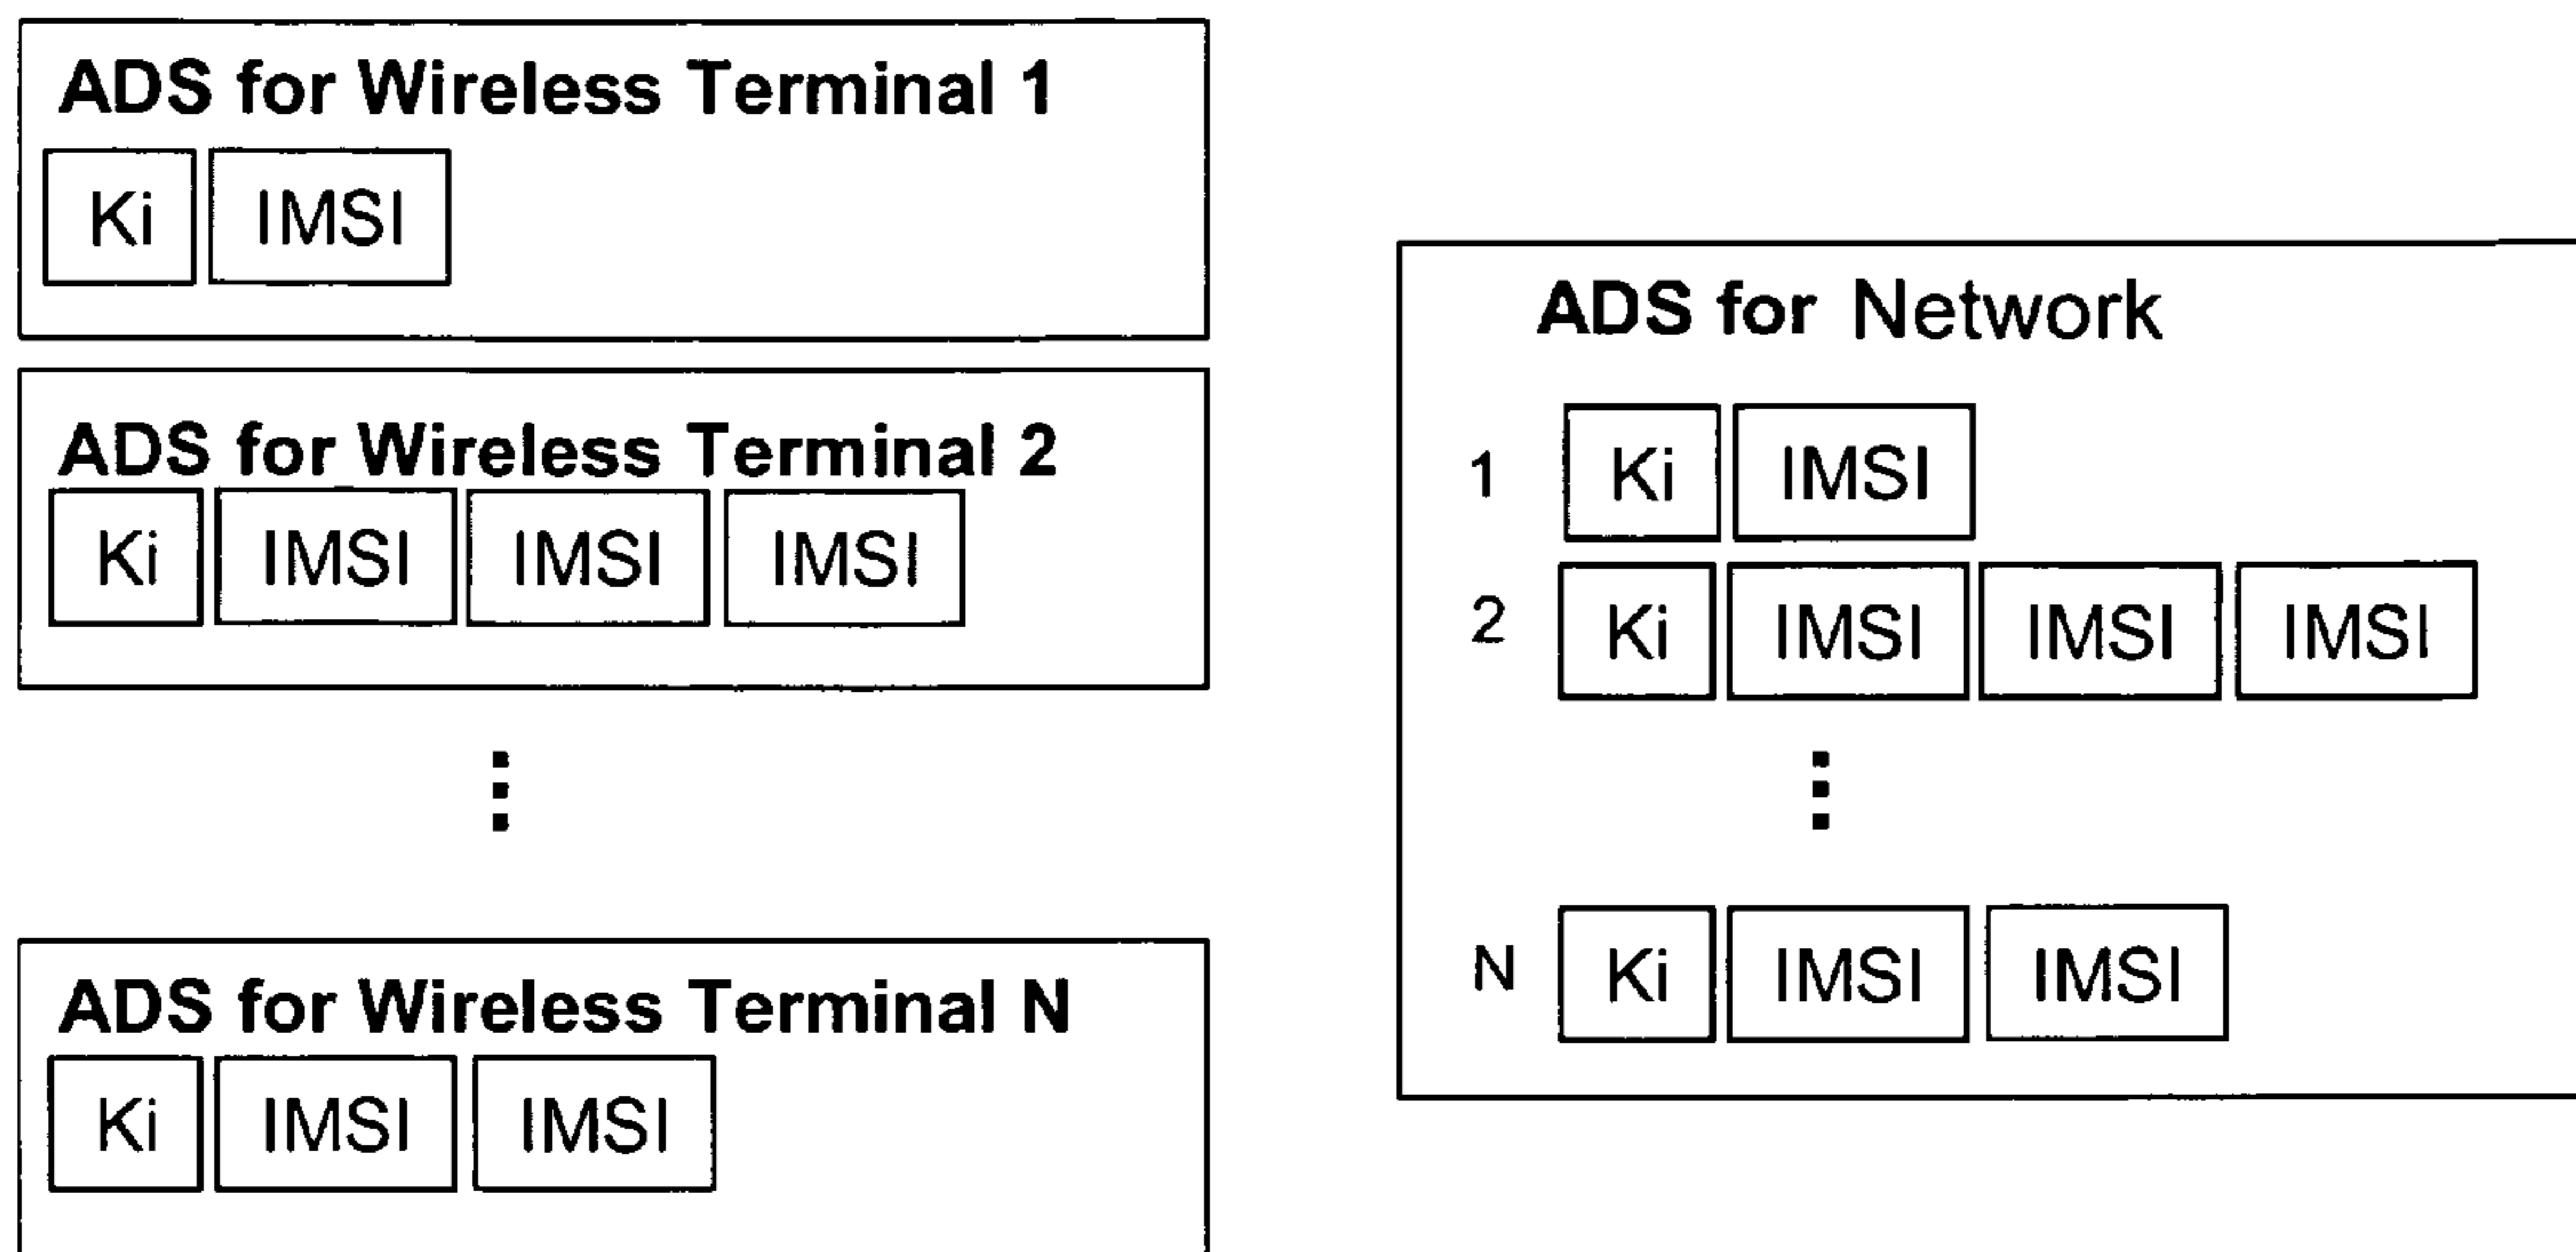 ADS for Wireless Terminal 1
Ki IMSI
ADS for Wireless Terminal 2
Ki IMSI IMSI IMSI
ADS for Wireless Terminal N
Ki IMSI IMSI
ADS for Network
1 Ki IMSI
2 Ki IMSI IMSI IMSI
N Ki IMSI IMSI